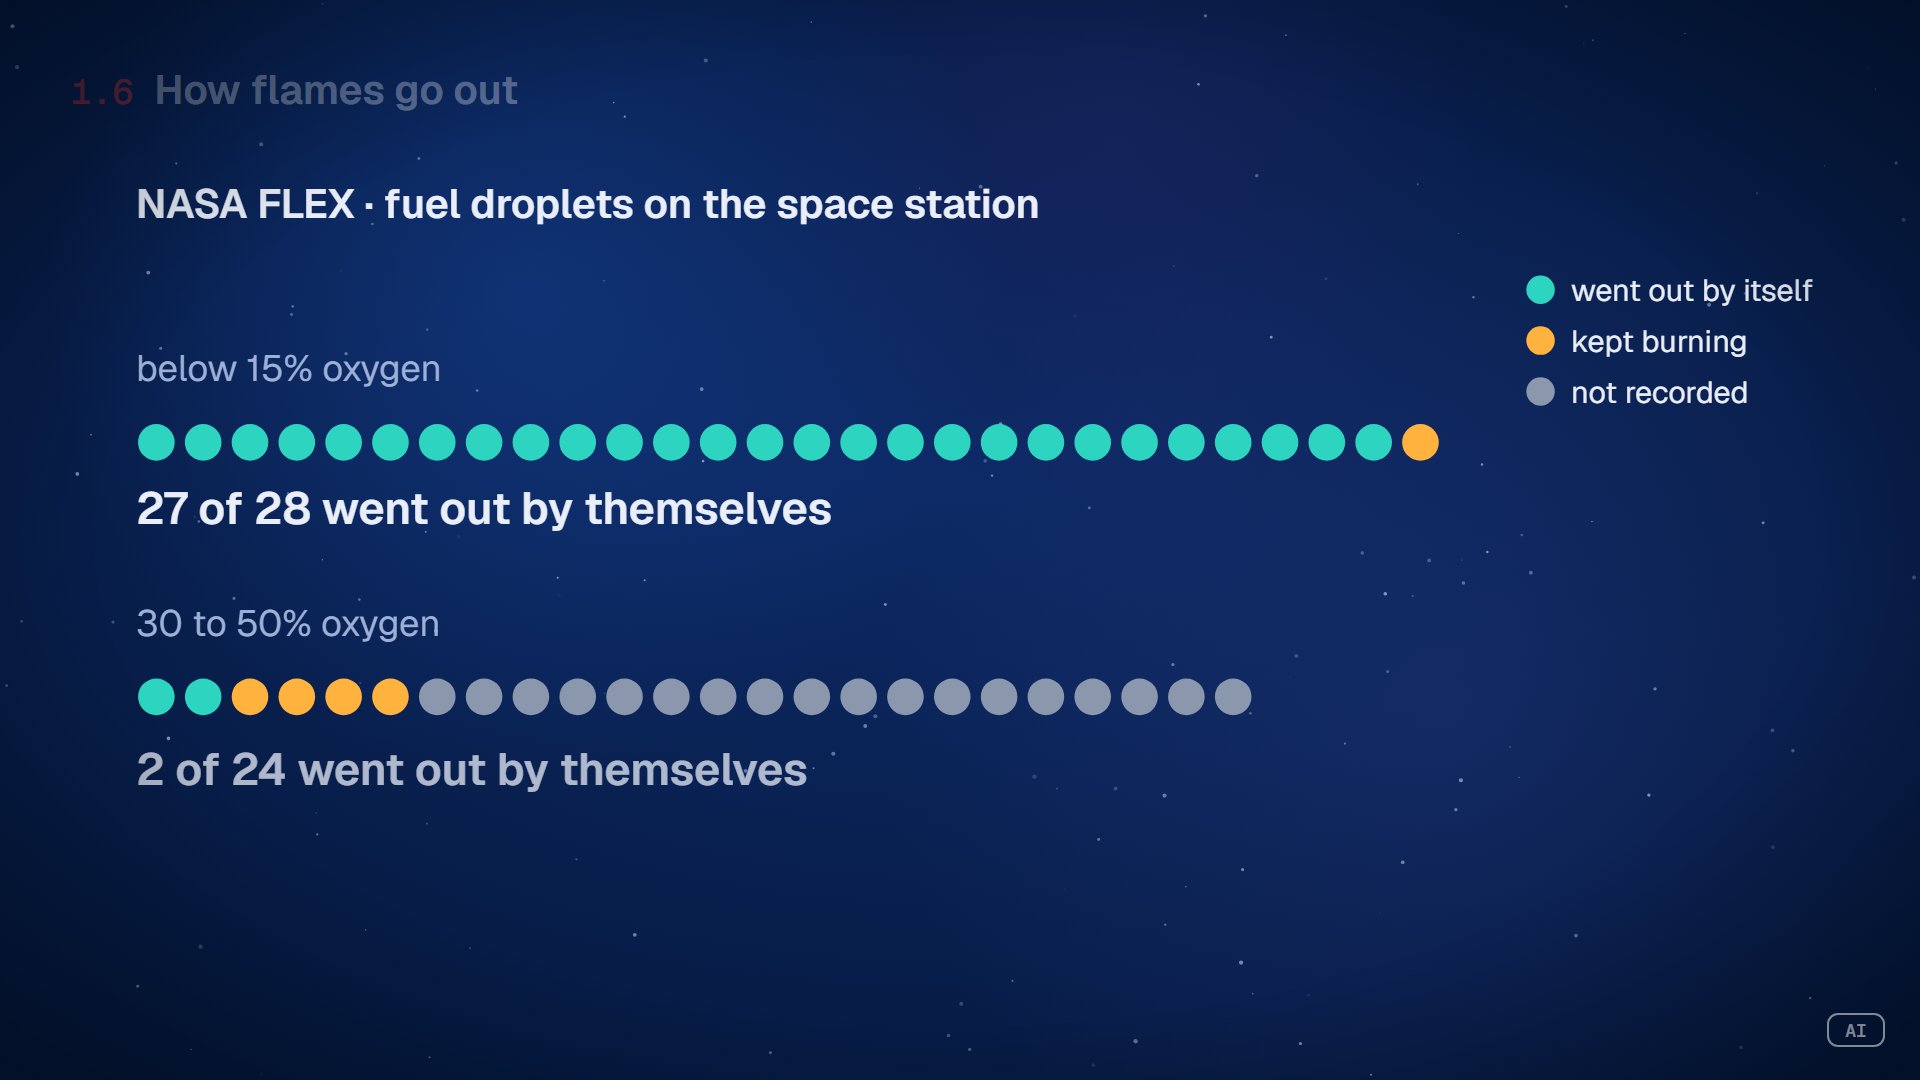 1.6 How flames go out
NASA FLEX · fuel droplets on the space station
went out by itself
kept burning
not recorded
below 15% oxygen
27 of 28 went out by themselves
30 to 50% oxygen
2 of 24 went out by themselves
AI